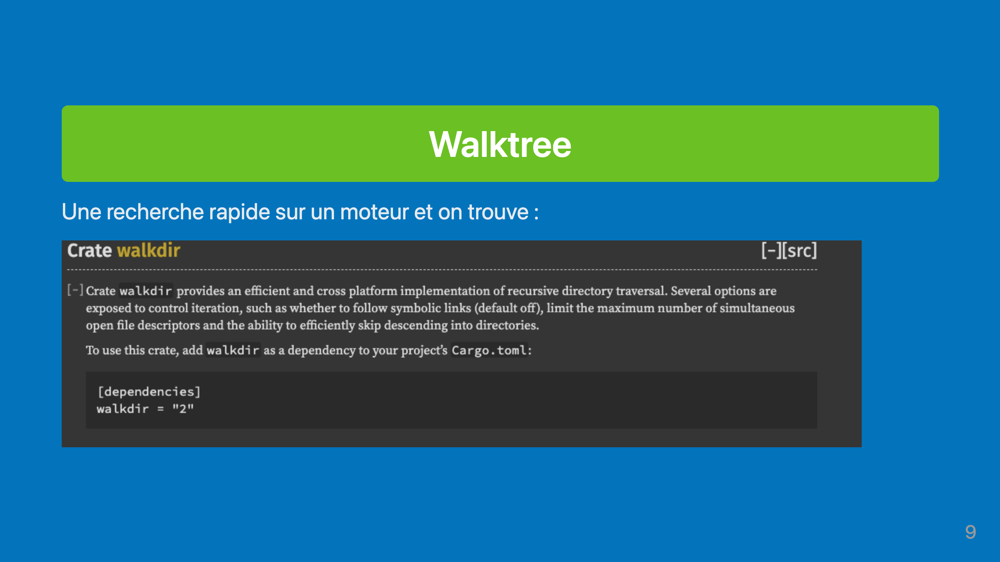 Walktree
Une recherche rapide sur un moteur et on trouve :
Crate walkdir [-][src]
[-] Crate walkdir provides an efficient and cross platform implementation of recursive directory traversal. Several options are
exposed to control iteration, such as whether to follow symbolic links (default off), limit the maximum number of simultaneous
open file descriptors and the ability to efficiently skip descending into directories.
To use this crate, add walkdir as a dependency to your project’s Cargo.toml:
[dependencies]
walkdir = "2"
9